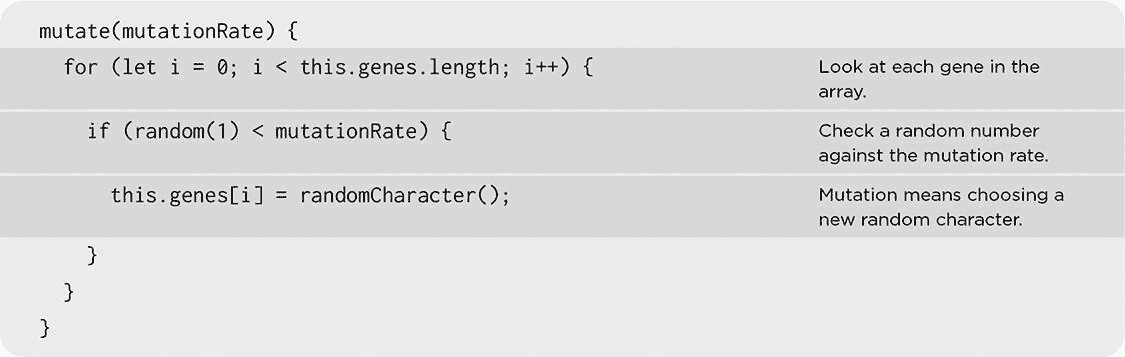 mutate(mutationRate) {
for (let i = 0; i < this.genes.length; i++) {
Look at each gene in the
array.
if (random(1) < mutationRate) {
Check a random number
against the mutation rate.
this.genes[i] = randomCharacter();
Mutation means choosing a
new random character.
}
}
}